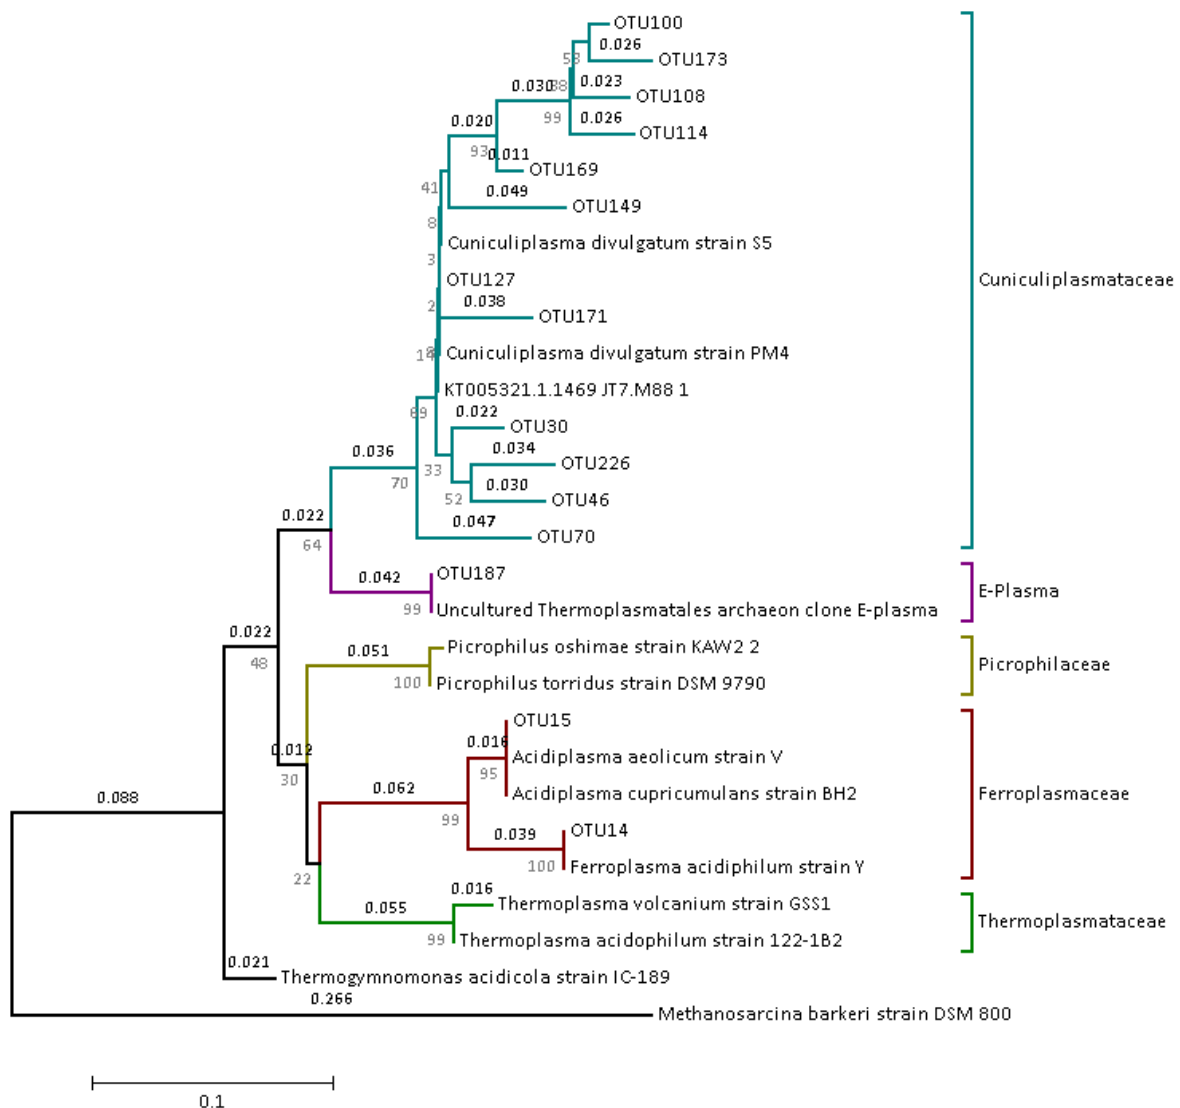 OTU100
0.026
58
OTU173
0.030
38
0.023
OTU108
99
0.026
OTU114
0.020
93
0.011
OTU169
41
0.049
OTU149
8
Cuniculiplasma divulgatum strain S5
3
OTU127
Cuniculiplasmataceae
2
0.038
OTU171
14
Cuniculiplasma divulgatum strain PM4
KT005321.1.1469 JT7.M88 1
69
0.022
OTU30
0.036
33
0.034
OTU226
70
52
0.030
OTU46
0.047
OTU70
0.022
64
OTU187
0.042
E-Plasma
99
Uncultured Thermoplasmatales archaeon clone E-plasma
0.022
48
Picrophilus oshimae strain KAW2 2
0.051
Picrophilaceae
100
Picrophilus torridus strain DSM 9790
OTU15
0.012
30
0.016
95
Acidiplasma aeolicum strain V
0.062
Acidiplasma cupricumulans strain BH2
Ferroplasmaceae
0.088
99
0.039
OTU14
100
Ferroplasma acidiphilum strain Y
22
0.016
Thermoplasma volcanium strain GSS1
0.055
Thermoplasmataceae
99
Thermoplasma acidophilum strain 122-1B2
0.021
Thermogymnomonas acidicola strain IC-189
0.266
Methanosarcina barkeri strain DSM 800
0.1